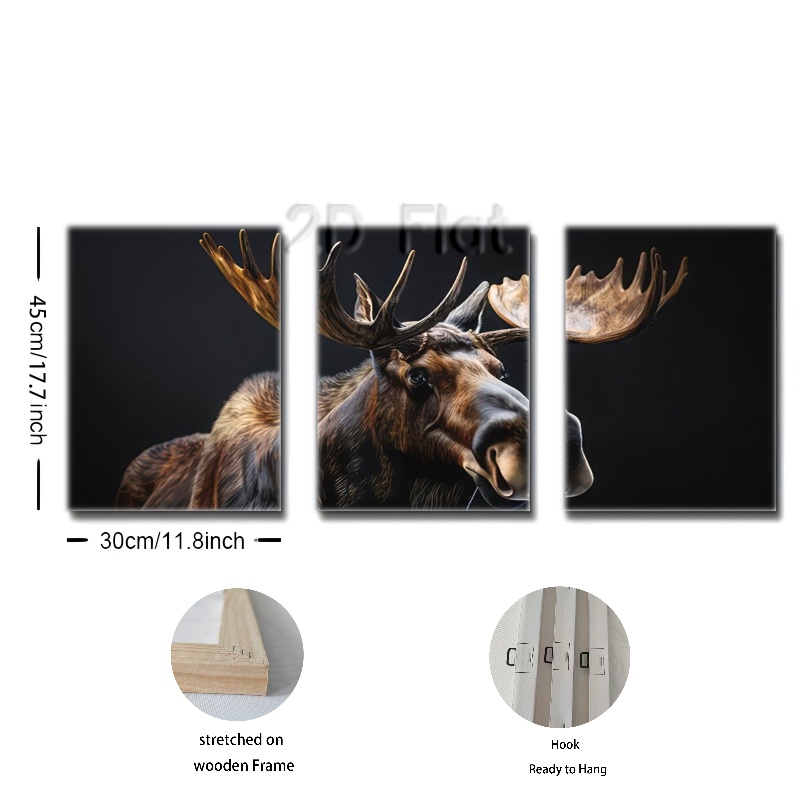 2D Flat
45cm/17.7inch
30cm/11.8inch
stretched on
wooden Frame
Hook
Ready to Hang